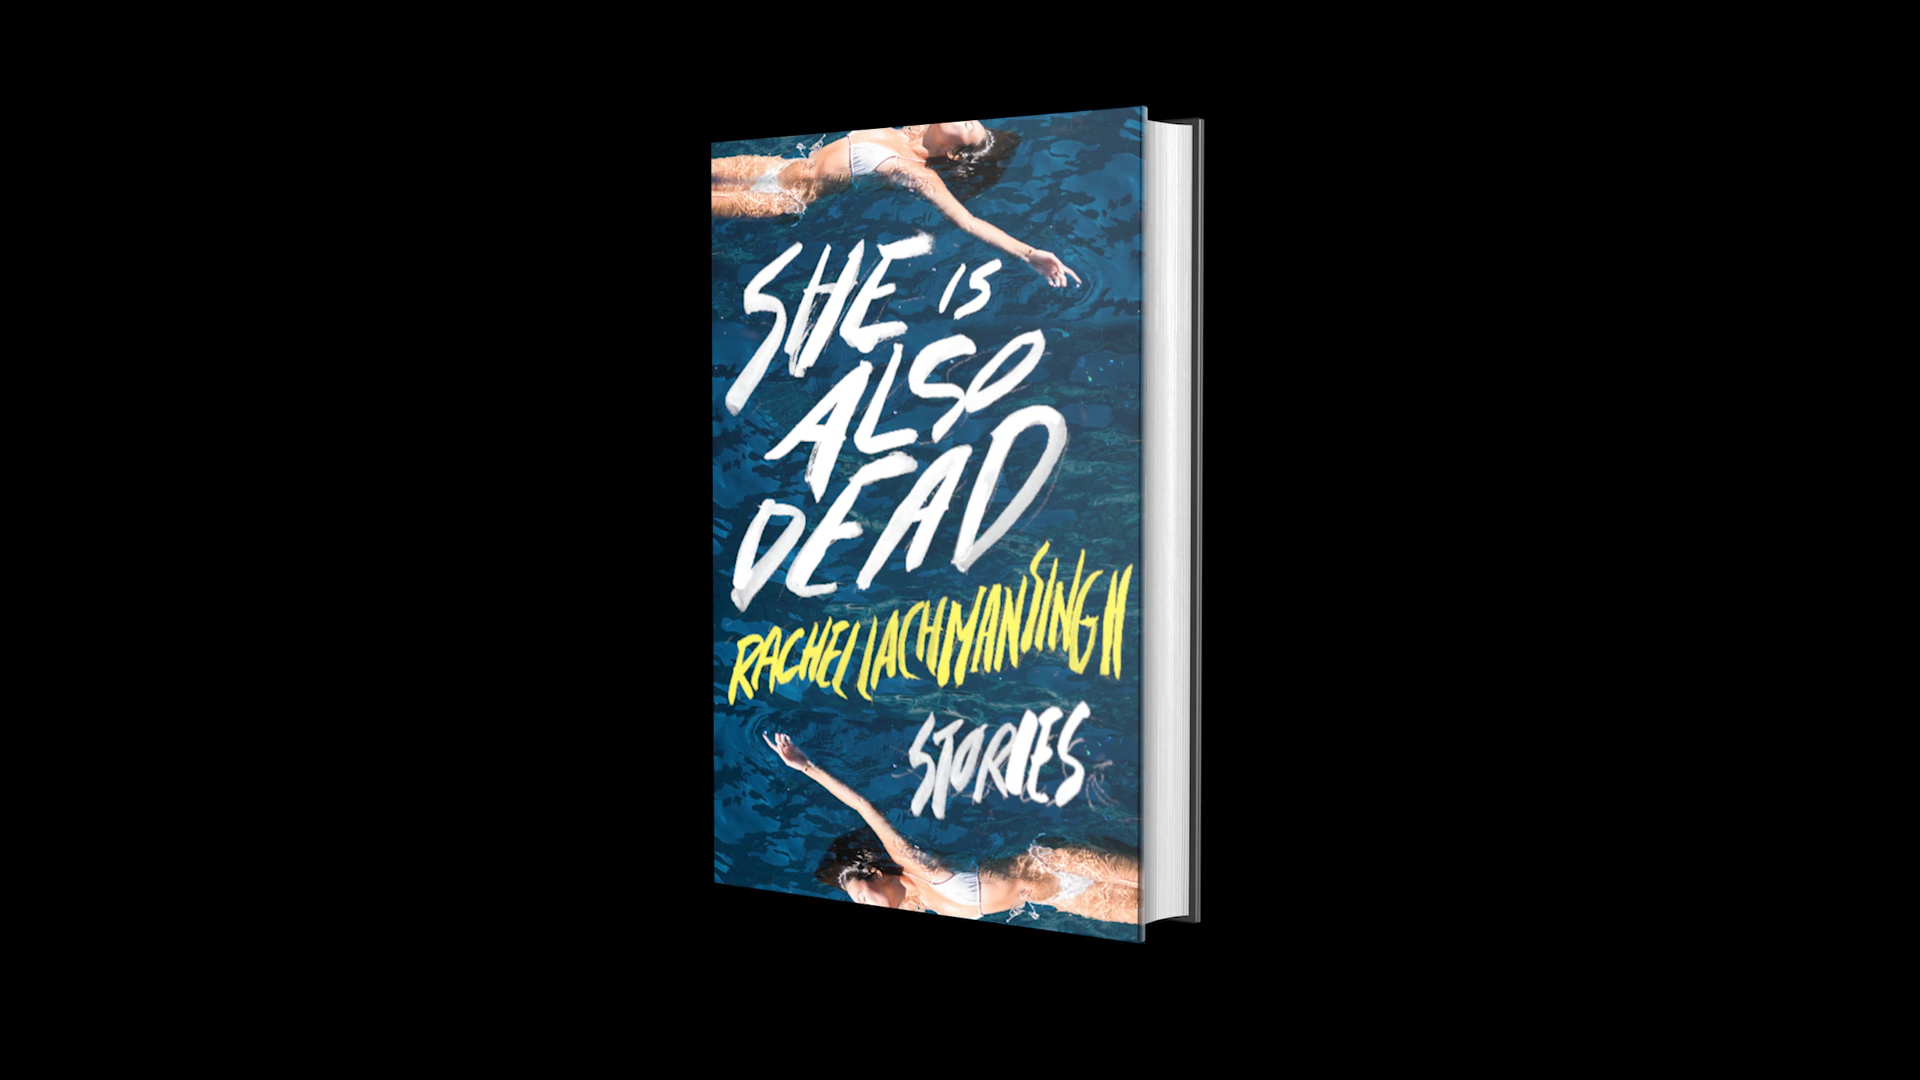 SHE IS
ALSO
DEAD
RACHEL LACHMANSINGH
STORIES